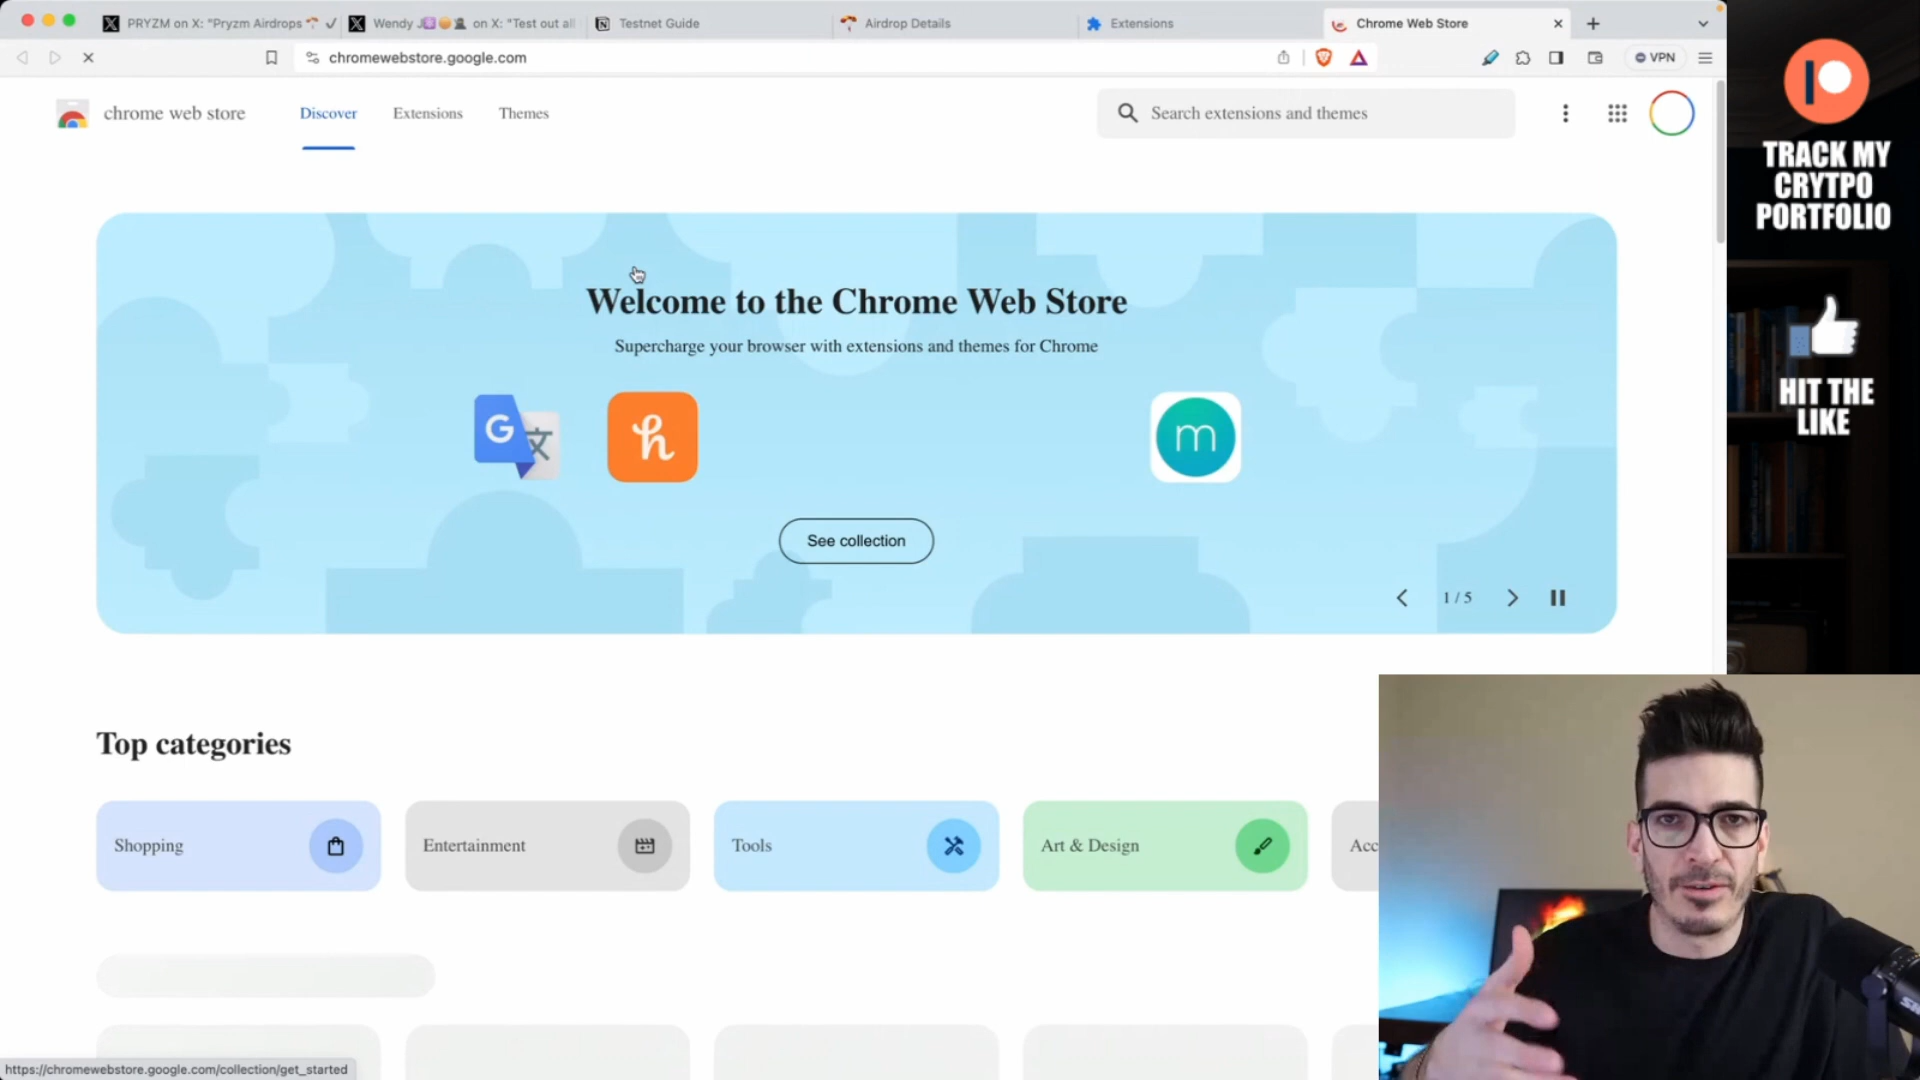 PRYZM on X: "Pryzm Airdrops
Wendy J on X: "Test out all
Testnet Guide
Airdrop Details
Extensions
Chrome Web Store
chromewebstore.google.com
VPN
chrome web store
Discover
Extensions
Themes
Search extensions and themes
TRACK MY
CRYTPO
PORTFOLIO
HIT THE
LIKE
Welcome to the Chrome Web Store
Supercharge your browser with extensions and themes for Chrome
G
h
m
See collection
1 / 5
Top categories
Shopping
Entertainment
Tools
Art & Design
Acc
https://chromewebstore.google.com/collection/get_started